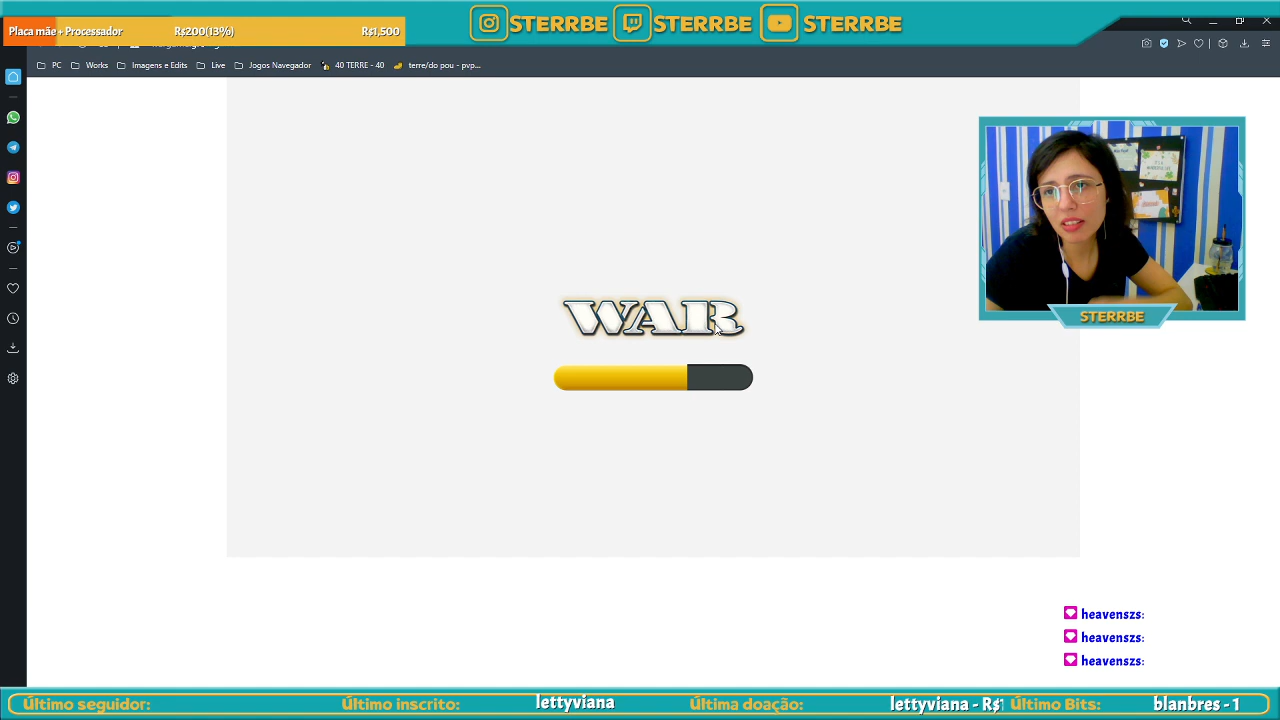 STERRBE STERRBE STERRBE
Placa mãe + Processador R$200(13%) R$1,500
PC Works Imagens e Edits Live Jogos Navegador 40 TERRE - 40 terre/do pou - pvp...
WAR
STERRBE
heavenszs:
heavenszs:
heavenszs:
Último seguidor: Último inscrito: lettyviana Última doação: lettyviana - R$1 Último Bits: blanbres - 1